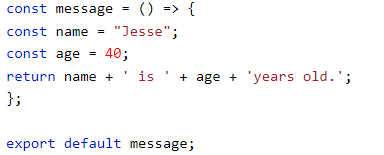 const message = () => {
const name = "Jesse";
const age = 40;
return name + ' is ' + age + 'years old.';
};

export default message;